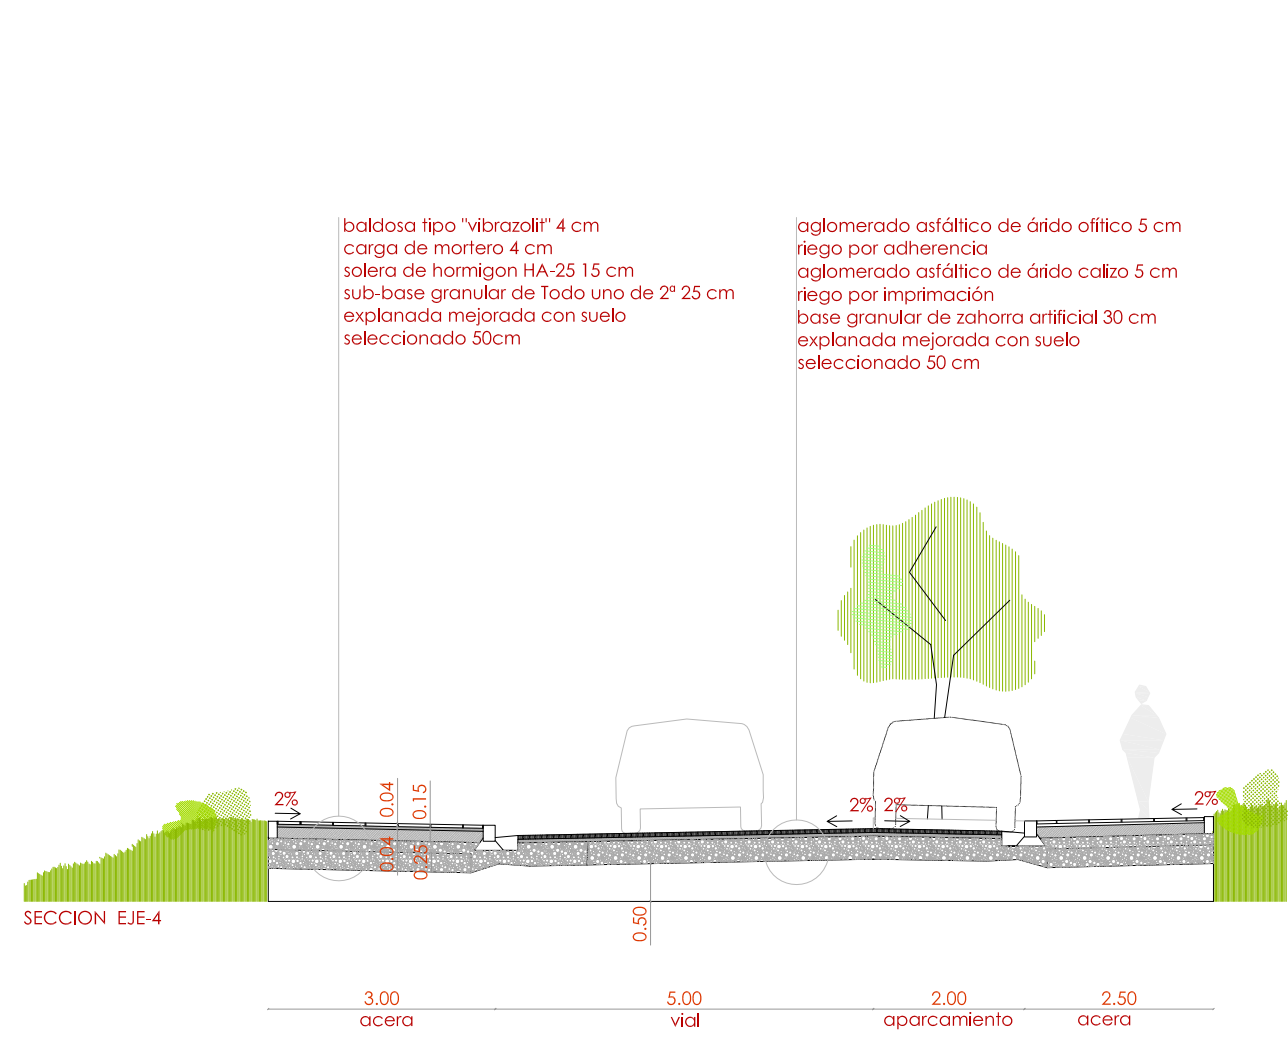 baldosa tipo "vibrazolit" 4 cm
carga de mortero 4 cm
solera de hormigon HA-25 15 cm
sub-base granular de Todo uno de 2ª 25 cm
explanada mejorada con suelo
seleccionado 50cm
aglomerado asfáltico de árido ofítico 5 cm
riego por adherencia
aglomerado asfáltico de árido calizo 5 cm
riego por imprimación
base granular de zahorra artificial 30 cm
explanada mejorada con suelo
seleccionado 50 cm
2%
0.04
0.15
2%
2%
2%
0.04
0.25
0.50
SECCION EJE-4
3.00
5.00
2.00
2.50
acera
vial
aparcamiento
acera